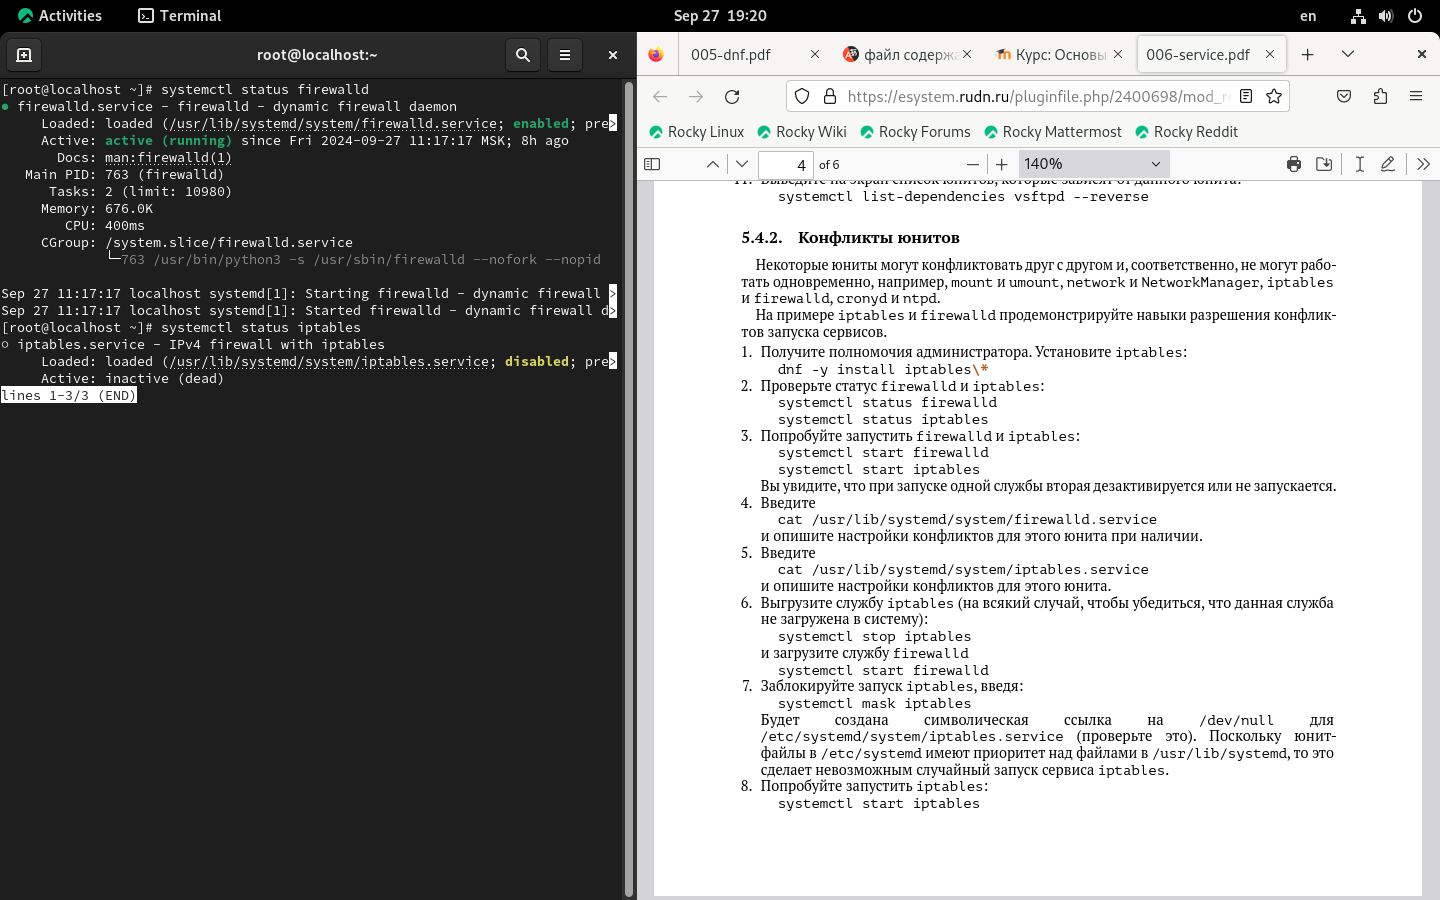 Activities Terminal Sep 27 19:20 en
root@localhost:~
[root@localhost ~]# systemctl status firewalld
● firewalld.service - firewalld - dynamic firewall daemon
Loaded: loaded (/usr/lib/systemd/system/firewalld.service; enabled; pre>
Active: active (running) since Fri 2024-09-27 11:17:17 MSK; 8h ago
Docs: man:firewalld(1)
Main PID: 763 (firewalld)
Tasks: 2 (limit: 10980)
Memory: 676.0K
CPU: 400ms
CGroup: /system.slice/firewalld.service
└─763 /usr/bin/python3 -s /usr/sbin/firewalld --nofork --nopid
Sep 27 11:17:17 localhost systemd[1]: Starting firewalld - dynamic firewall >
Sep 27 11:17:17 localhost systemd[1]: Started firewalld - dynamic firewall d>
[root@localhost ~]# systemctl status iptables
○ iptables.service - IPv4 firewall with iptables
Loaded: loaded (/usr/lib/systemd/system/iptables.service; disabled; pre>
Active: inactive (dead)
lines 1-3/3 (END)
005-dnf.pdf файл содержа Курс: Основы 006-service.pdf
https://esystem.rudn.ru/pluginfile.php/2400698/mod_r
Rocky Linux Rocky Wiki Rocky Forums Rocky Mattermost Rocky Reddit
4 of 6 140%
11. Выведите на экран список юнитов, которые зависят от данного юнита:
systemctl list-dependencies vsftpd --reverse
5.4.2. Конфликты юнитов
Некоторые юниты могут конфликтовать друг с другом и, соответственно, не могут рабо-
тать одновременно, например, mount и umount, network и NetworkManager, iptables
и firewalld, cronyd и ntpd.
На примере iptables и firewalld продемонстрируйте навыки разрешения конфлик-
тов запуска сервисов.
1. Получите полномочия администратора. Установите iptables:
dnf -y install iptables\*
2. Проверьте статус firewalld и iptables:
systemctl status firewalld
systemctl status iptables
3. Попробуйте запустить firewalld и iptables:
systemctl start firewalld
systemctl start iptables
Вы увидите, что при запуске одной службы вторая дезактивируется или не запускается.
4. Введите
cat /usr/lib/systemd/system/firewalld.service
и опишите настройки конфликтов для этого юнита при наличии.
5. Введите
cat /usr/lib/systemd/system/iptables.service
и опишите настройки конфликтов для этого юнита.
6. Выгрузите службу iptables (на всякий случай, чтобы убедиться, что данная служба
не загружена в систему):
systemctl stop iptables
и загрузите службу firewalld
systemctl start firewalld
7. Заблокируйте запуск iptables, введя:
systemctl mask iptables
Будет создана символическая ссылка на /dev/null для
/etc/systemd/system/iptables.service (проверьте это). Поскольку юнит-
файлы в /etc/systemd имеют приоритет над файлами в /usr/lib/systemd, то это
сделает невозможным случайный запуск сервиса iptables.
8. Попробуйте запустить iptables:
systemctl start iptables